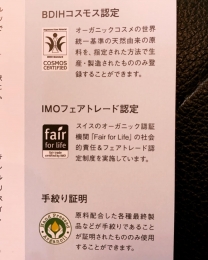 BDIHコスモス認定
オーガニックコスメの世界
統一基準の天然由来の原
料を、指定された方法で生
産・製造されたもののみ登
録することができます。
COSMOS
CERTIFIED
IMOフェアトレード認定
fair
for life
スイスのオーガニック認証
機関「Fair for Life」の社会
的責任&フェアトレード認
定制度を実施しています。
手絞り証明
原料配合した各種最終製
品などが手絞りであること
が証明されたもののみ使用
することができます。